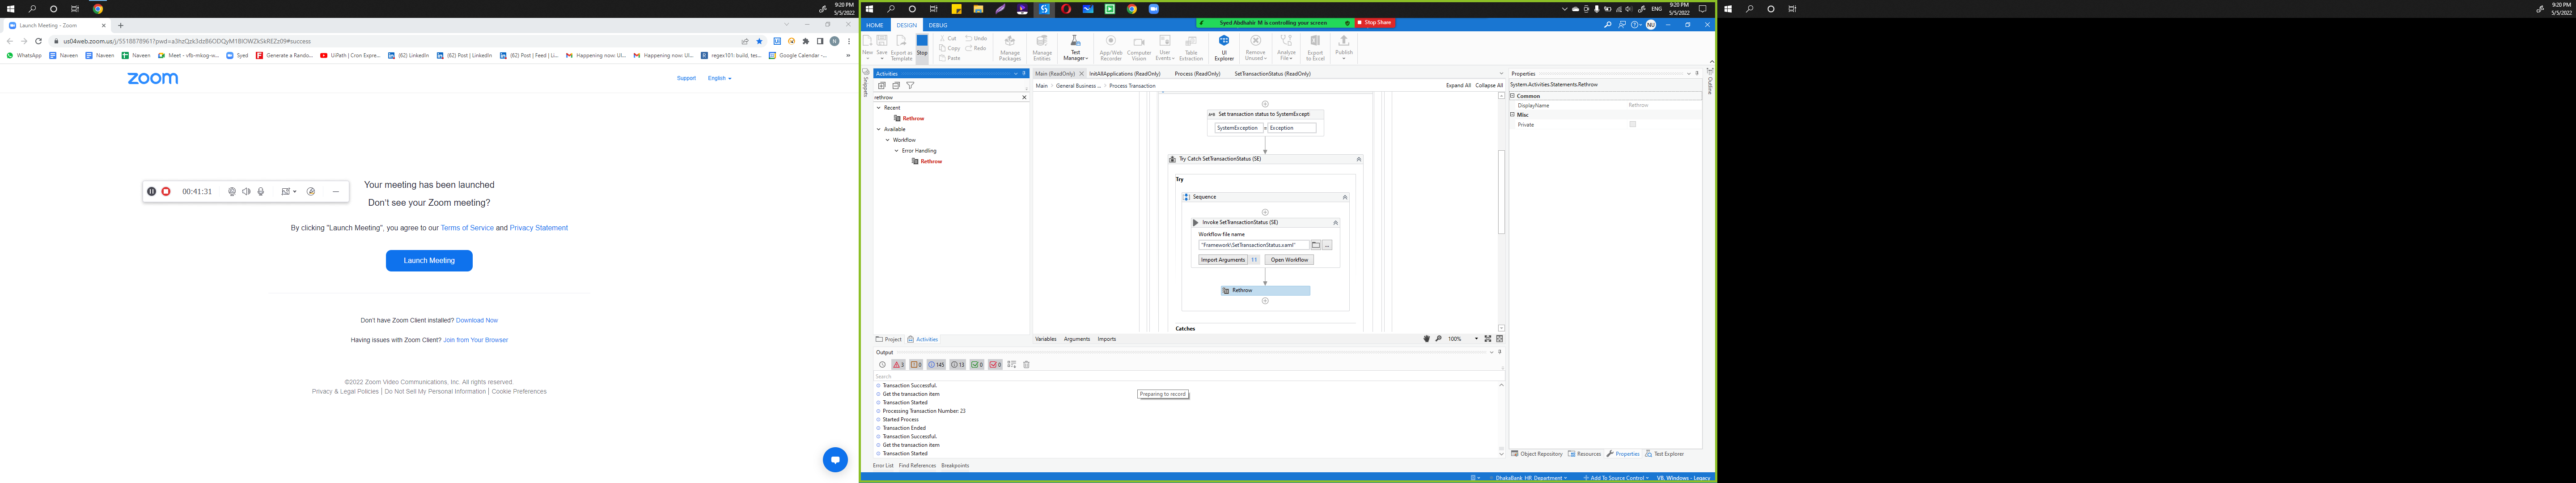 9:20 PM
5/5/2022
Launch Meeting - Zoom
us04web.zoom.us/j/5518878961?pwd=a3hzQzk3dzB6ODQyM1BIOWZkSkREZz09#success
WhatsApp
Naveen
Naveen
Naveen
Meet - vfb-mkog-w...
Syed
Generate a Rando...
UiPath | Cron Expre...
(62) LinkedIn
(62) Post | LinkedIn
(62) Post | Feed | Li...
Happening now: UI...
Happening now: UI...
regex101: build, tes...
Google Calendar -...
zoom
Support
English
00:41:31
Your meeting has been launched
Don't see your Zoom meeting?
By clicking "Launch Meeting", you agree to our Terms of Service and Privacy Statement
Launch Meeting
Don't have Zoom Client installed? Download Now
Having issues with Zoom Client? Join from Your Browser
©2022 Zoom Video Communications, Inc. All rights reserved.
Privacy & Legal Policies | Do Not Sell My Personal Information | Cookie Preferences
ENG
9:20 PM
5/5/2022
HOME
DESIGN
DEBUG
Syed Abdhahir M is controlling your screen
Stop Share
NU
New
Save
Export as Template
Stop
Cut
Copy
Paste
Undo
Redo
Manage Packages
Manage Entities
Test Manager
App/Web Recorder
Computer Vision
User Events
Table Extraction
UI Explorer
Remove Unused
Analyze File
Export to Excel
Publish
Snippets
Activities
rethrow
Recent
Rethrow
Available
Workflow
Error Handling
Rethrow
Project
Activities
Main (ReadOnly)
InitAllApplications (ReadOnly)
Process (ReadOnly)
SetTransactionStatus (ReadOnly)
Main
General Business ...
Process Transaction
Expand All
Collapse All
Set transaction status to SystemExcepti
SystemException
=
Exception
Try Catch SetTransactionStatus (SE)
Try
Sequence
Invoke SetTransactionStatus (SE)
Workflow file name
"Framework\SetTransactionStatus.xaml"
...
Import Arguments
11
Open Workflow
Rethrow
Catches
Variables
Arguments
Imports
100%
Output
3
0
145
13
0
0
Search
Transaction Successful.
Get the transaction item
Transaction Started
Processing Transaction Number: 23
Started Process
Transaction Ended
Transaction Successful.
Get the transaction item
Transaction Started
Preparing to record
Error List
Find References
Breakpoints
Properties
System.Activities.Statements.Rethrow
Common
DisplayName
Rethrow
Misc
Private
Outline
Object Repository
Resources
Properties
Test Explorer
DhakaBank_HR_Department
Add To Source Control
VB, Windows - Legacy
9:20 PM
5/5/2022